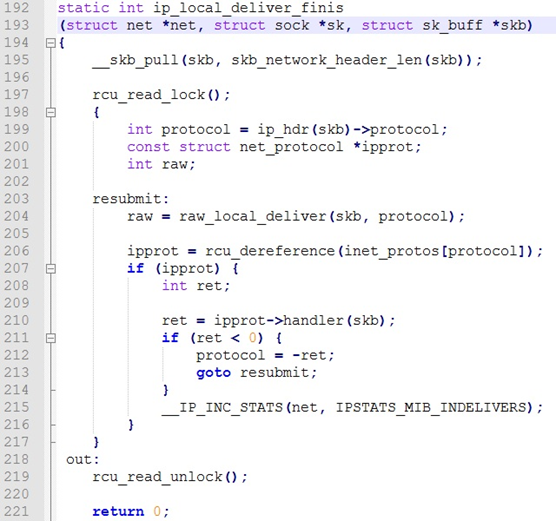 192 static int ip_local_deliver_finis
193 (struct net *net, struct sock *sk, struct sk_buff *skb)
194 {
195     __skb_pull(skb, skb_network_header_len(skb));
196
197     rcu_read_lock();
198     {
199         int protocol = ip_hdr(skb)->protocol;
200         const struct net_protocol *ipprot;
201         int raw;
202
203     resubmit:
204         raw = raw_local_deliver(skb, protocol);
205
206         ipprot = rcu_dereference(inet_protos[protocol]);
207         if (ipprot) {
208             int ret;
209
210             ret = ipprot->handler(skb);
211             if (ret < 0) {
212                 protocol = -ret;
213                 goto resubmit;
214             }
215             __IP_INC_STATS(net, IPSTATS_MIB_INDELIVERS);
216         }
217     }
218  out:
219     rcu_read_unlock();
220
221     return 0;